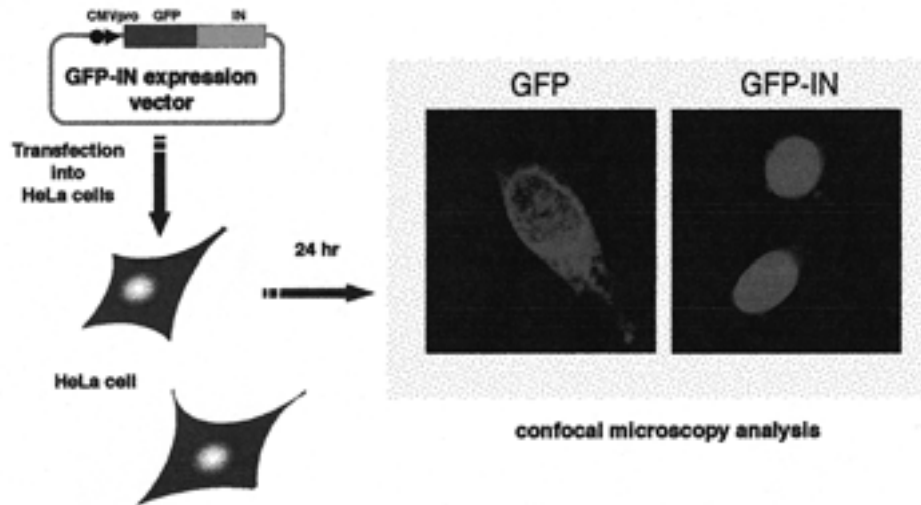 CMVpro GFP IN
GFP-IN expression
vector
Transfection
into
HeLa cells
24 hr
HeLa cell
GFP
GFP-IN
confocal microscopy analysis